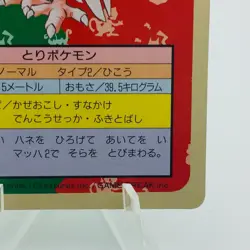 とりポケモン
ノーマル タイプ2/ひこう
5メートル おもさ/39.5キログラム
かぜおこし・すなかけ
でんこうせっか・ふきとばし
い ハネを ひろげて あいてを い
マッハ2で そらを とびまわる。
GAME FREAK inc.